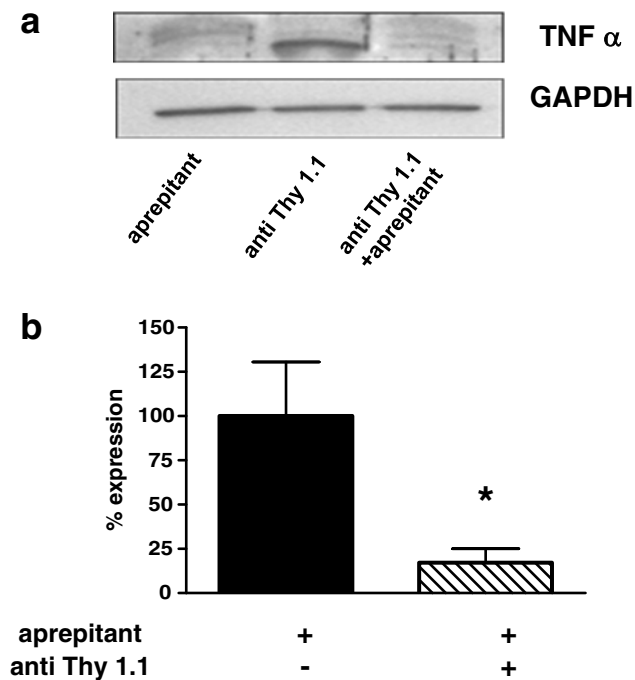 a
TNF α
GAPDH
aprepitant
anti Thy 1.1
anti Thy 1.1
+aprepitant
b
150
125
100
75
50
25
0
% expression
*
aprepitant + +
anti Thy 1.1 - +